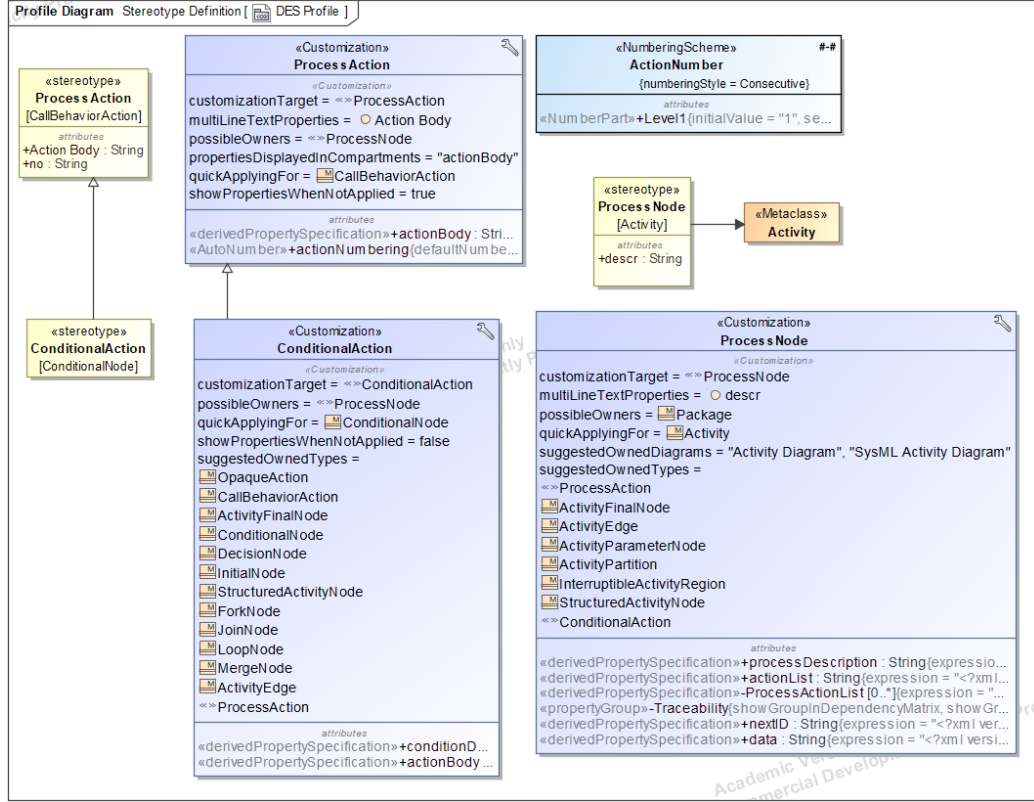 Profile Diagram Stereotype Definition [ DES Profile ]
«stereotype»
ProcessAction
[CallBehaviorAction]
attributes
+Action Body : String
+no : String
«Customization»
ProcessAction
«Customization»
customizationTarget = «»ProcessAction
multiLineTextProperties = Action Body
possibleOwners = «»ProcessNode
propertiesDisplayedInCompartments = "actionBody"
quickApplyingFor = CallBehaviorAction
showPropertiesWhenNotApplied = true
attributes
«derivedPropertySpecification»+actionBody : Stri...
«AutoNumber»+actionNumbering{defaultNumbe...
«NumberingScheme» #-#
ActionNumber
{numberingStyle = Consecutive}
attributes
«NumberPart»+Level1{initialValue = "1", se...
«stereotype»
ProcessNode
[Activity]
attributes
+descr : String
«Metaclass»
Activity
«stereotype»
ConditionalAction
[ConditionalNode]
«Customization»
ConditionalAction
«Customization»
customizationTarget = «»ConditionalAction
possibleOwners = «»ProcessNode
quickApplyingFor = ConditionalNode
showPropertiesWhenNotApplied = false
suggestedOwnedTypes =
OpaqueAction
CallBehaviorAction
ActivityFinalNode
ConditionalNode
DecisionNode
InitialNode
StructuredActivityNode
ForkNode
JoinNode
LoopNode
MergeNode
ActivityEdge
«»ProcessAction
attributes
«derivedPropertySpecification»+conditionD...
«derivedPropertySpecification»+actionBody ...
«Customization»
ProcessNode
«Customization»
customizationTarget = «»ProcessNode
multiLineTextProperties = descr
possibleOwners = Package
quickApplyingFor = Activity
suggestedOwnedDiagrams = "Activity Diagram", "SysML Activity Diagram"
suggestedOwnedTypes =
«»ProcessAction
ActivityFinalNode
ActivityEdge
ActivityParameterNode
ActivityPartition
InterruptibleActivityRegion
StructuredActivityNode
«»ConditionalAction
attributes
«derivedPropertySpecification»+processDescription : String{expressio...
«derivedPropertySpecification»+actionList : String{expression = "<?xml...
«derivedPropertySpecification»-ProcessActionList [0..*]{expression = "...
«propertyGroup»-Traceability{showGroupInDependencyMatrix, showGr...
«derivedPropertySpecification»+nextID : String{expression = "<?xml ver...
«derivedPropertySpecification»+data : String{expression = "<?xml versi...
Academic